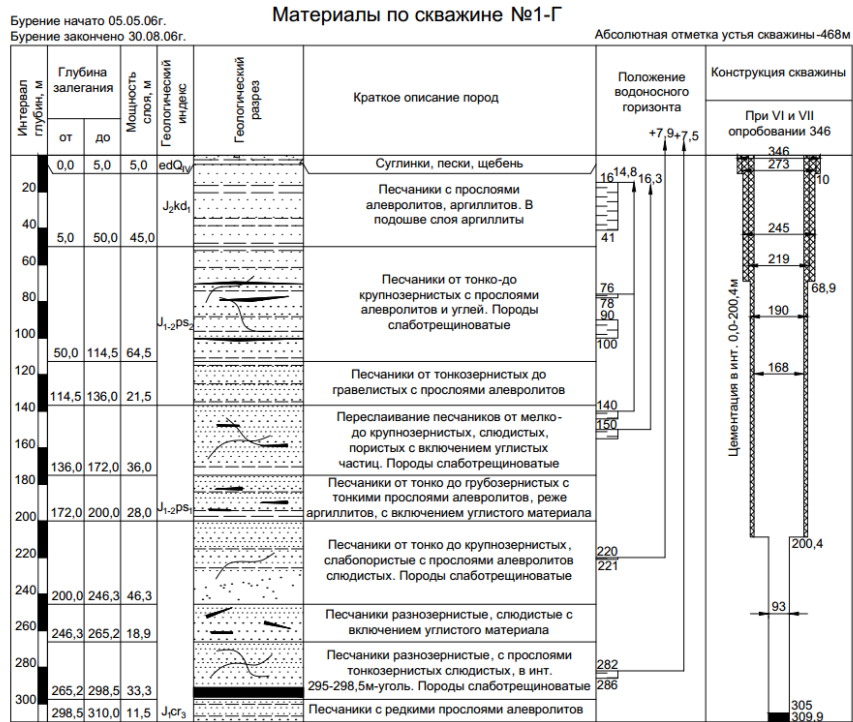 Материалы по скважине №1-Г
Бурение начато 05.05.06г.
Бурение закончено 30.08.06г.
Абсолютная отметка устья скважины-468м
Интервал глубин, м
Глубина залегания
от
до
Мощность слоя, м
Геологический индекс
Геологический разрез
Краткое описание пород
Положение
водоносного
горизонта
+7,9
+7,5
Конструкция скважины
При VI и VII
опробовании 346
0,0 5,0 5,0 edQIV
Суглинки, пески, щебень
20
40
J2kd1
5,0 50,0 45,0
Песчаники с прослоями
алевролитов, аргиллитов. В
подошве слоя аргиллиты
60
80
100
J1-2ps2
50,0 114,5 64,5
Песчаники от тонко-до
крупнозернистых с прослоями
алевролитов и углей. Породы
слаботрещиноватые
120
114,5 136,0 21,5
Песчаники от тонкозернистых до
гравелистых с прослоями алевролитов
140
160
136,0 172,0 36,0
Переслаивание песчаников от мелко-
до крупнозернистых, слюдистых,
пористых с включением углистых
частиц. Породы слаботрещиноватые
180
200
172,0 200,0 28,0 J1-2ps1
Песчаники от тонко до грубозернистых с
тонкими прослоями алевролитов, реже
аргиллитов, с включением углистого материала
220
240
200,0 246,3 46,3
Песчаники от тонко до крупнозернистых,
слабопористые с прослоями алевролитов
слюдистых. Породы слаботрещиноватые
260
246,3 265,2 18,9
Песчаники разнозернистые, слюдистые с
включением углистого материала
280
265,2 298,5 33,3
Песчаники разнозернистые, с прослоями
тонкозернистых слюдистых, в инт.
295-298,5м-уголь. Породы слаботрещиноватые
300
298,5 310,0 11,5 J1cr3
Песчаники с редкими прослоями алевролитов
16
14,8
16,3
41
76
78
90
100
140
150
220
221
282
286
346
273
10
245
219
68,9
190
168
Цементация в инт. 0,0-200,4м
200,4
93
305
309,9